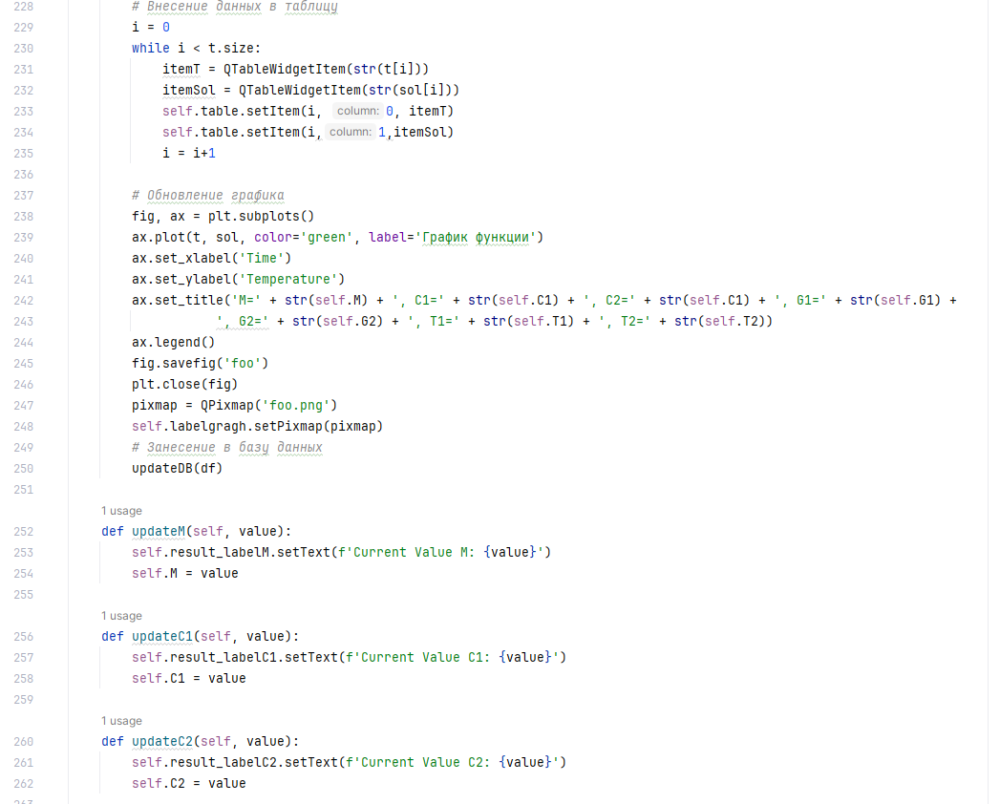 228 # Внесение данных в таблицу
229 i = 0
230 while i < t.size:
231 itemT = QTableWidgetItem(str(t[i]))
232 itemSol = QTableWidgetItem(str(sol[i]))
233 self.table.setItem(i, column: 0, itemT)
234 self.table.setItem(i, column: 1,itemSol)
235 i = i+1
236
237 # Обновление графика
238 fig, ax = plt.subplots()
239 ax.plot(t, sol, color='green', label='График функции')
240 ax.set_xlabel('Time')
241 ax.set_ylabel('Temperature')
242 ax.set_title('M=' + str(self.M) + ', C1=' + str(self.C1) + ', C2=' + str(self.C1) + ', G1=' + str(self.G1) +
243 ', G2=' + str(self.G2) + ', T1=' + str(self.T1) + ', T2=' + str(self.T2))
244 ax.legend()
245 fig.savefig('foo')
246 plt.close(fig)
247 pixmap = QPixmap('foo.png')
248 self.labelgragh.setPixmap(pixmap)
249 # Занесение в базу данных
250 updateDB(df)
251
1 usage
252 def updateM(self, value):
253 self.result_labelM.setText(f'Current Value M: {value}')
254 self.M = value
255
1 usage
256 def updateC1(self, value):
257 self.result_labelC1.setText(f'Current Value C1: {value}')
258 self.C1 = value
259
1 usage
260 def updateC2(self, value):
261 self.result_labelC2.setText(f'Current Value C2: {value}')
262 self.C2 = value
263